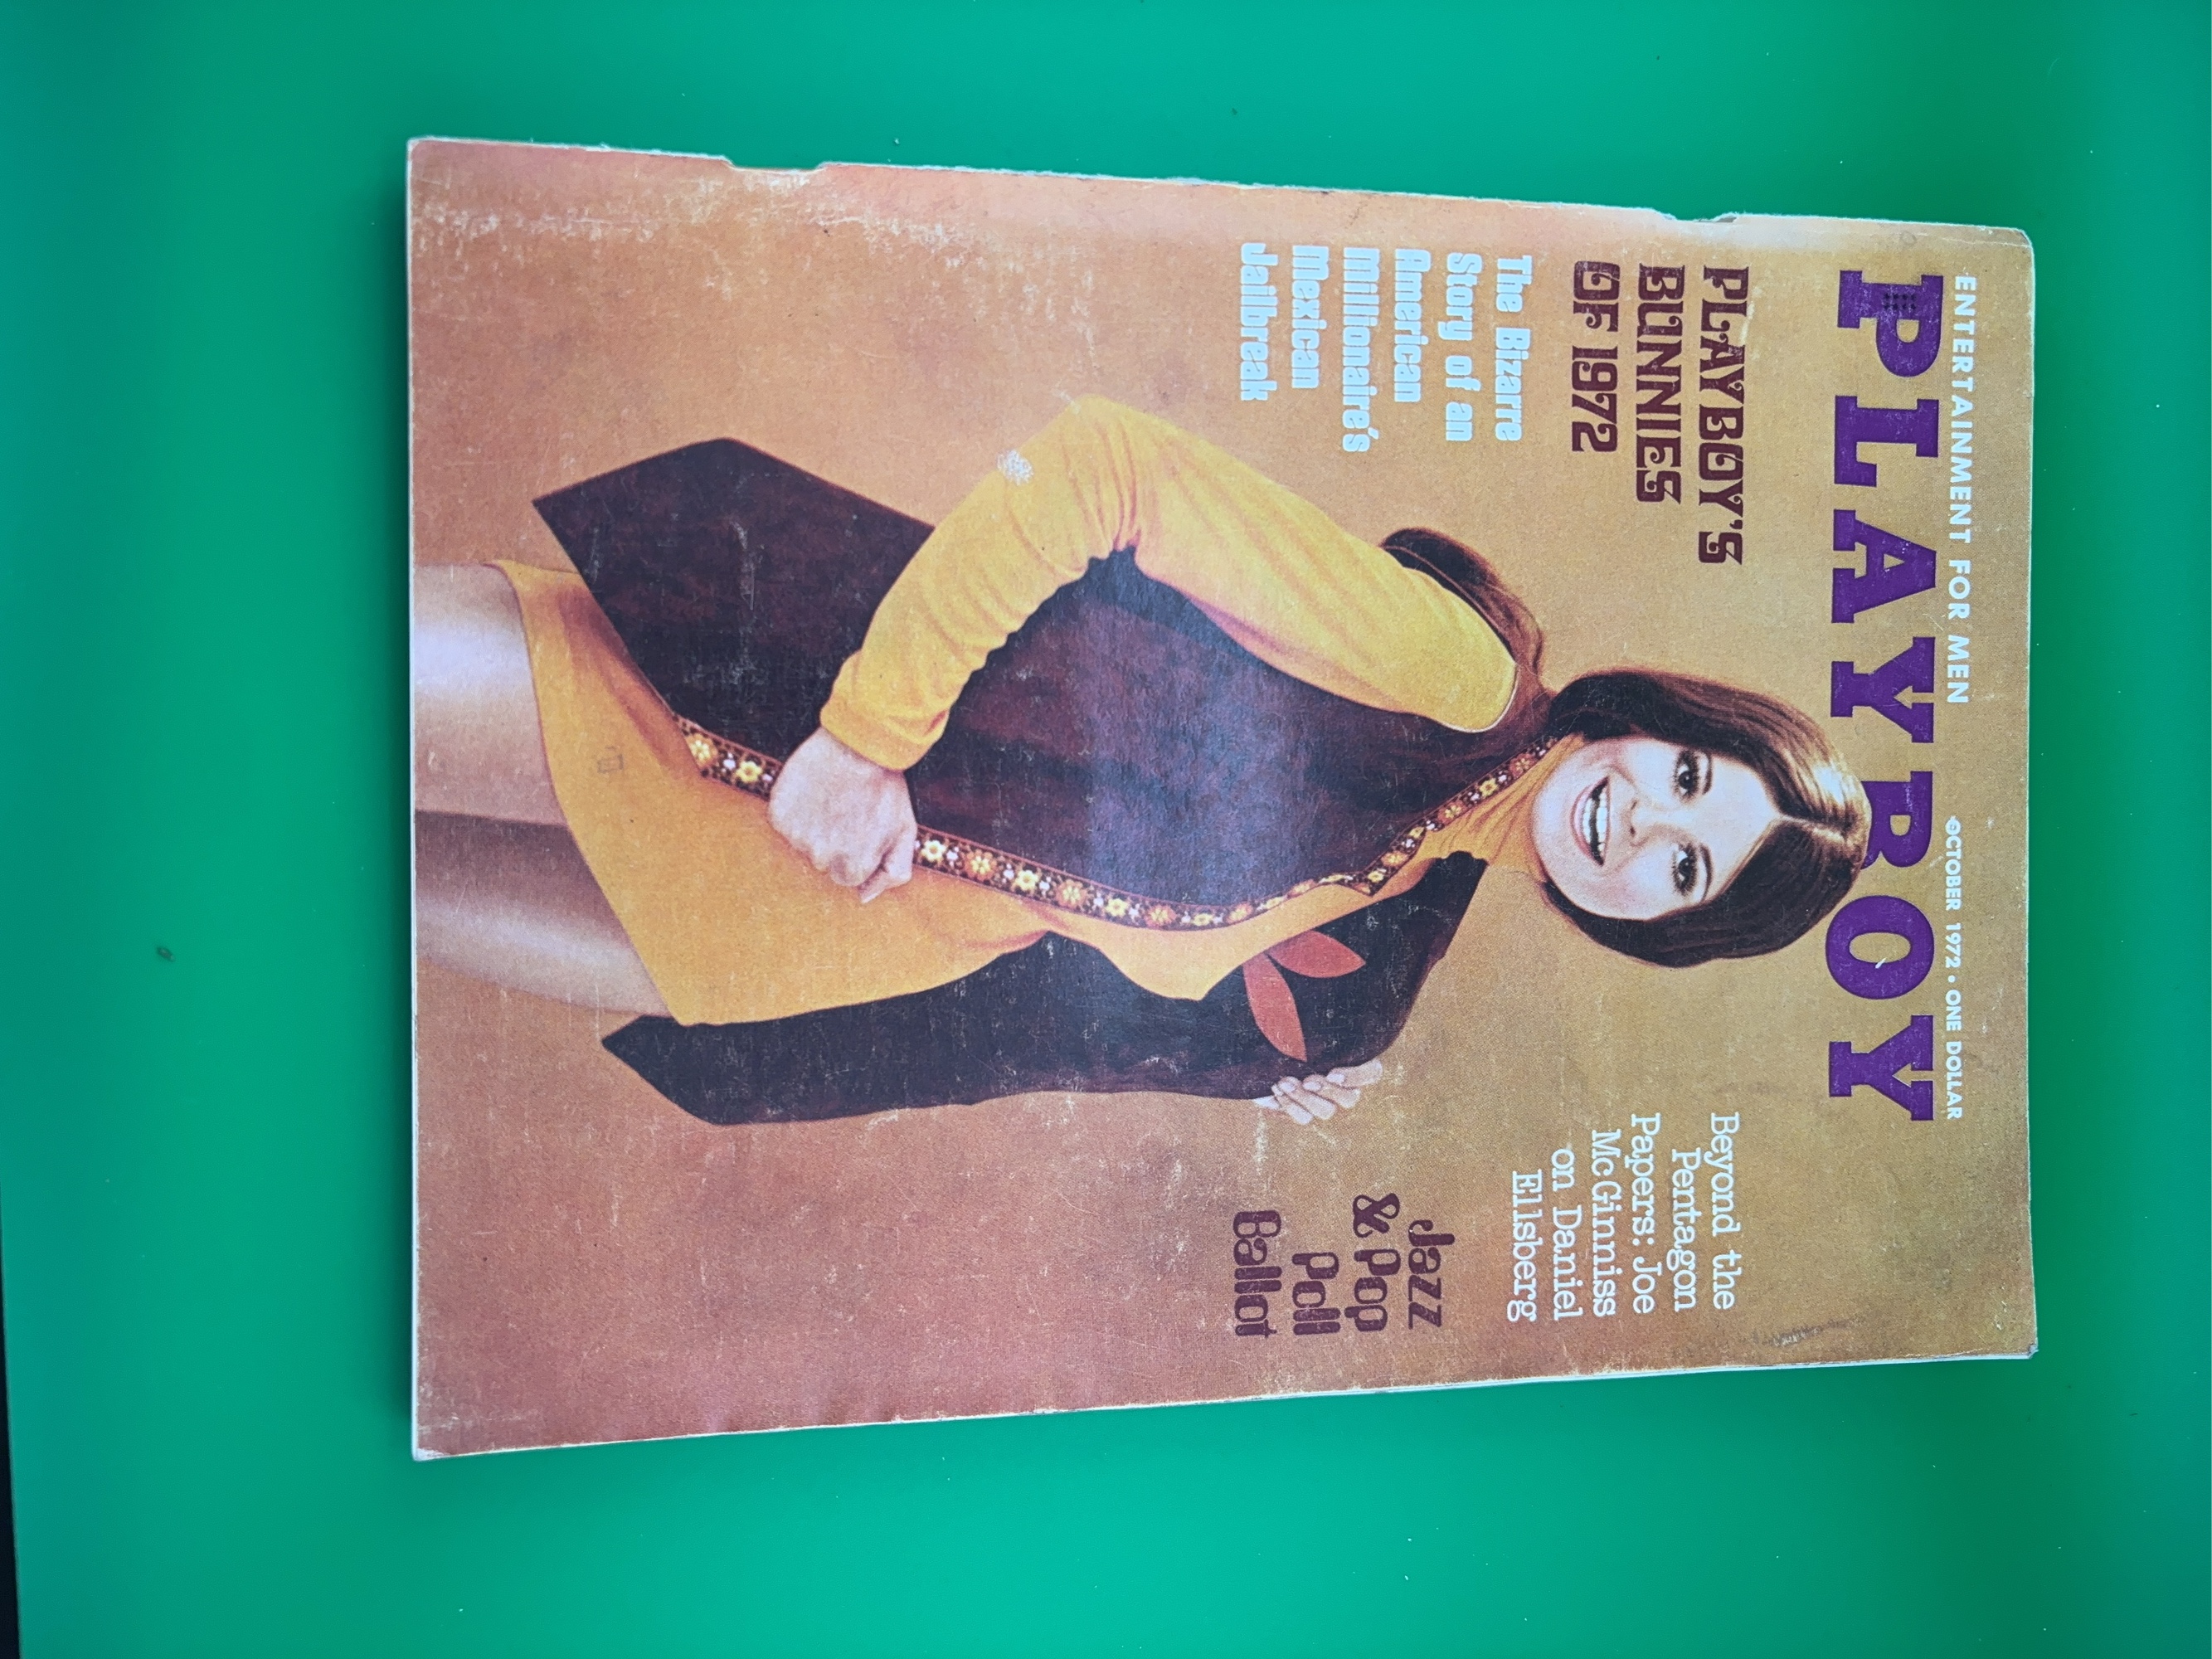 ENTERTAINMENT FOR MEN
OCTOBER 1972 • ONE DOLLAR
PLAYBOY
PLAYBOY'S
BUNNIES
OF 1972
The Bizarre
Story of an
American
Millionaire's
Mexican
Jailbreak
Beyond the
Pentagon
Papers: Joe
McGinniss
on Daniel
Ellsberg
Jazz
& Pop
Poll
Ballot